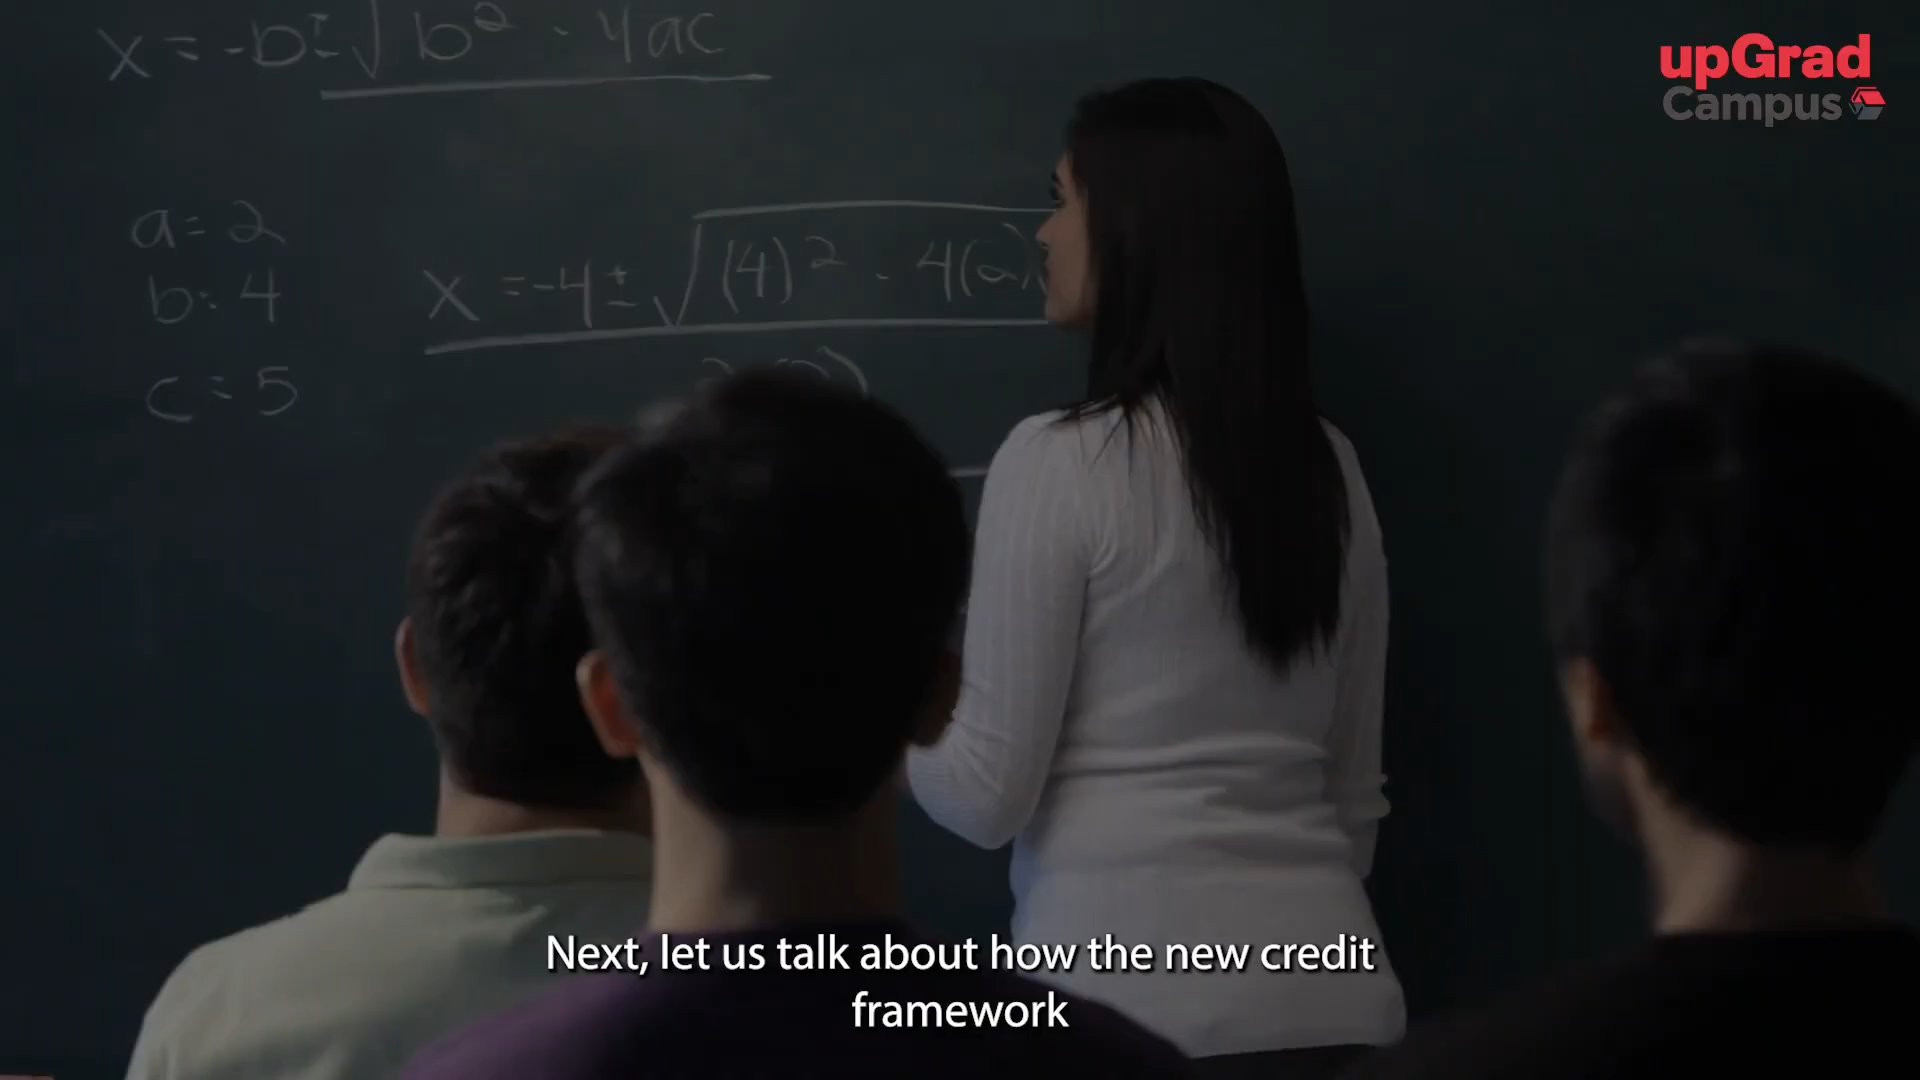 x = -b ± √ b² - 4ac
upGrad
Campus
a = 2
b: 4
x = -4 ± √ (4)² - 4(2)
c = 5
Next, let us talk about how the new credit
framework